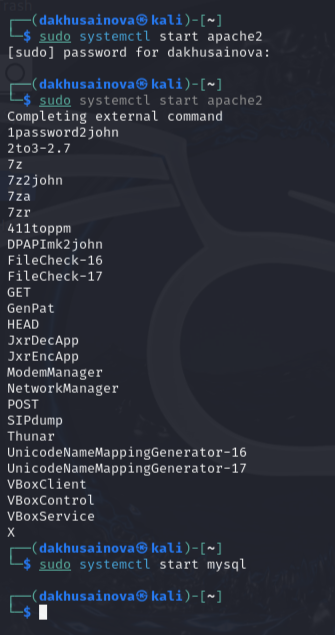 ┌──(dakhusainova㉿kali)-[~]
└─$ sudo systemctl start apache2
[sudo] password for dakhusainova:
┌──(dakhusainova㉿kali)-[~]
└─$ sudo systemctl start apache2
Completing external command
1password2john
2to3-2.7
7z
7z2john
7za
7zr
411toppm
DPAPImk2john
FileCheck-16
FileCheck-17
GET
GenPat
HEAD
JxrDecApp
JxrEncApp
ModemManager
NetworkManager
POST
SIPdump
Thunar
UnicodeNameMappingGenerator-16
UnicodeNameMappingGenerator-17
VBoxClient
VBoxControl
VBoxService
X
┌──(dakhusainova㉿kali)-[~]
└─$ sudo systemctl start mysql
┌──(dakhusainova㉿kali)-[~]
└─$